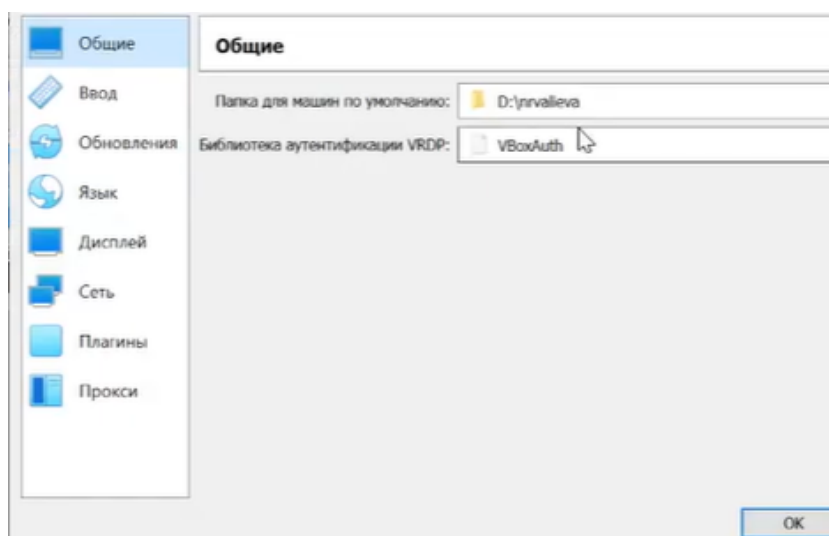 Общие
Ввод
Обновления
Язык
Дисплей
Сеть
Плагины
Прокси
Общие
Папка для машин по умолчанию: D:\nrvalieva
Библиотека аутентификации VRDP: VBoxAuth
OK